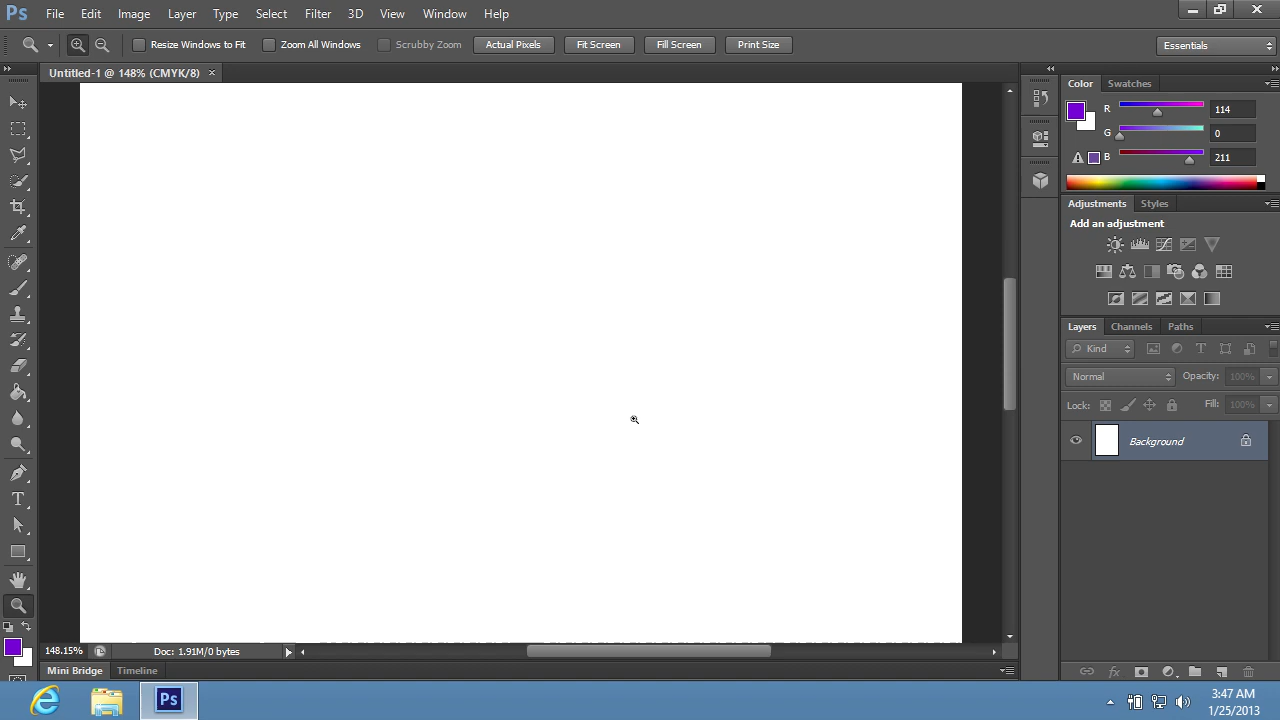 Ps File Edit Image Layer Type Select Filter 3D View Window Help
Resize Windows to Fit Zoom All Windows Scrubby Zoom Actual Pixels Fit Screen Fill Screen Print Size Essentials
Untitled-1 @ 148% (CMYK/8) ×
Color Swatches
R 114
G 0
B 211
Adjustments Styles
Add an adjustment
Layers Channels Paths
Kind
Normal Opacity: 100%
Lock: Fill: 100%
Background
148.15% Doc: 1.91M/0 bytes
Mini Bridge Timeline
Ps
3:47 AM
1/25/2013